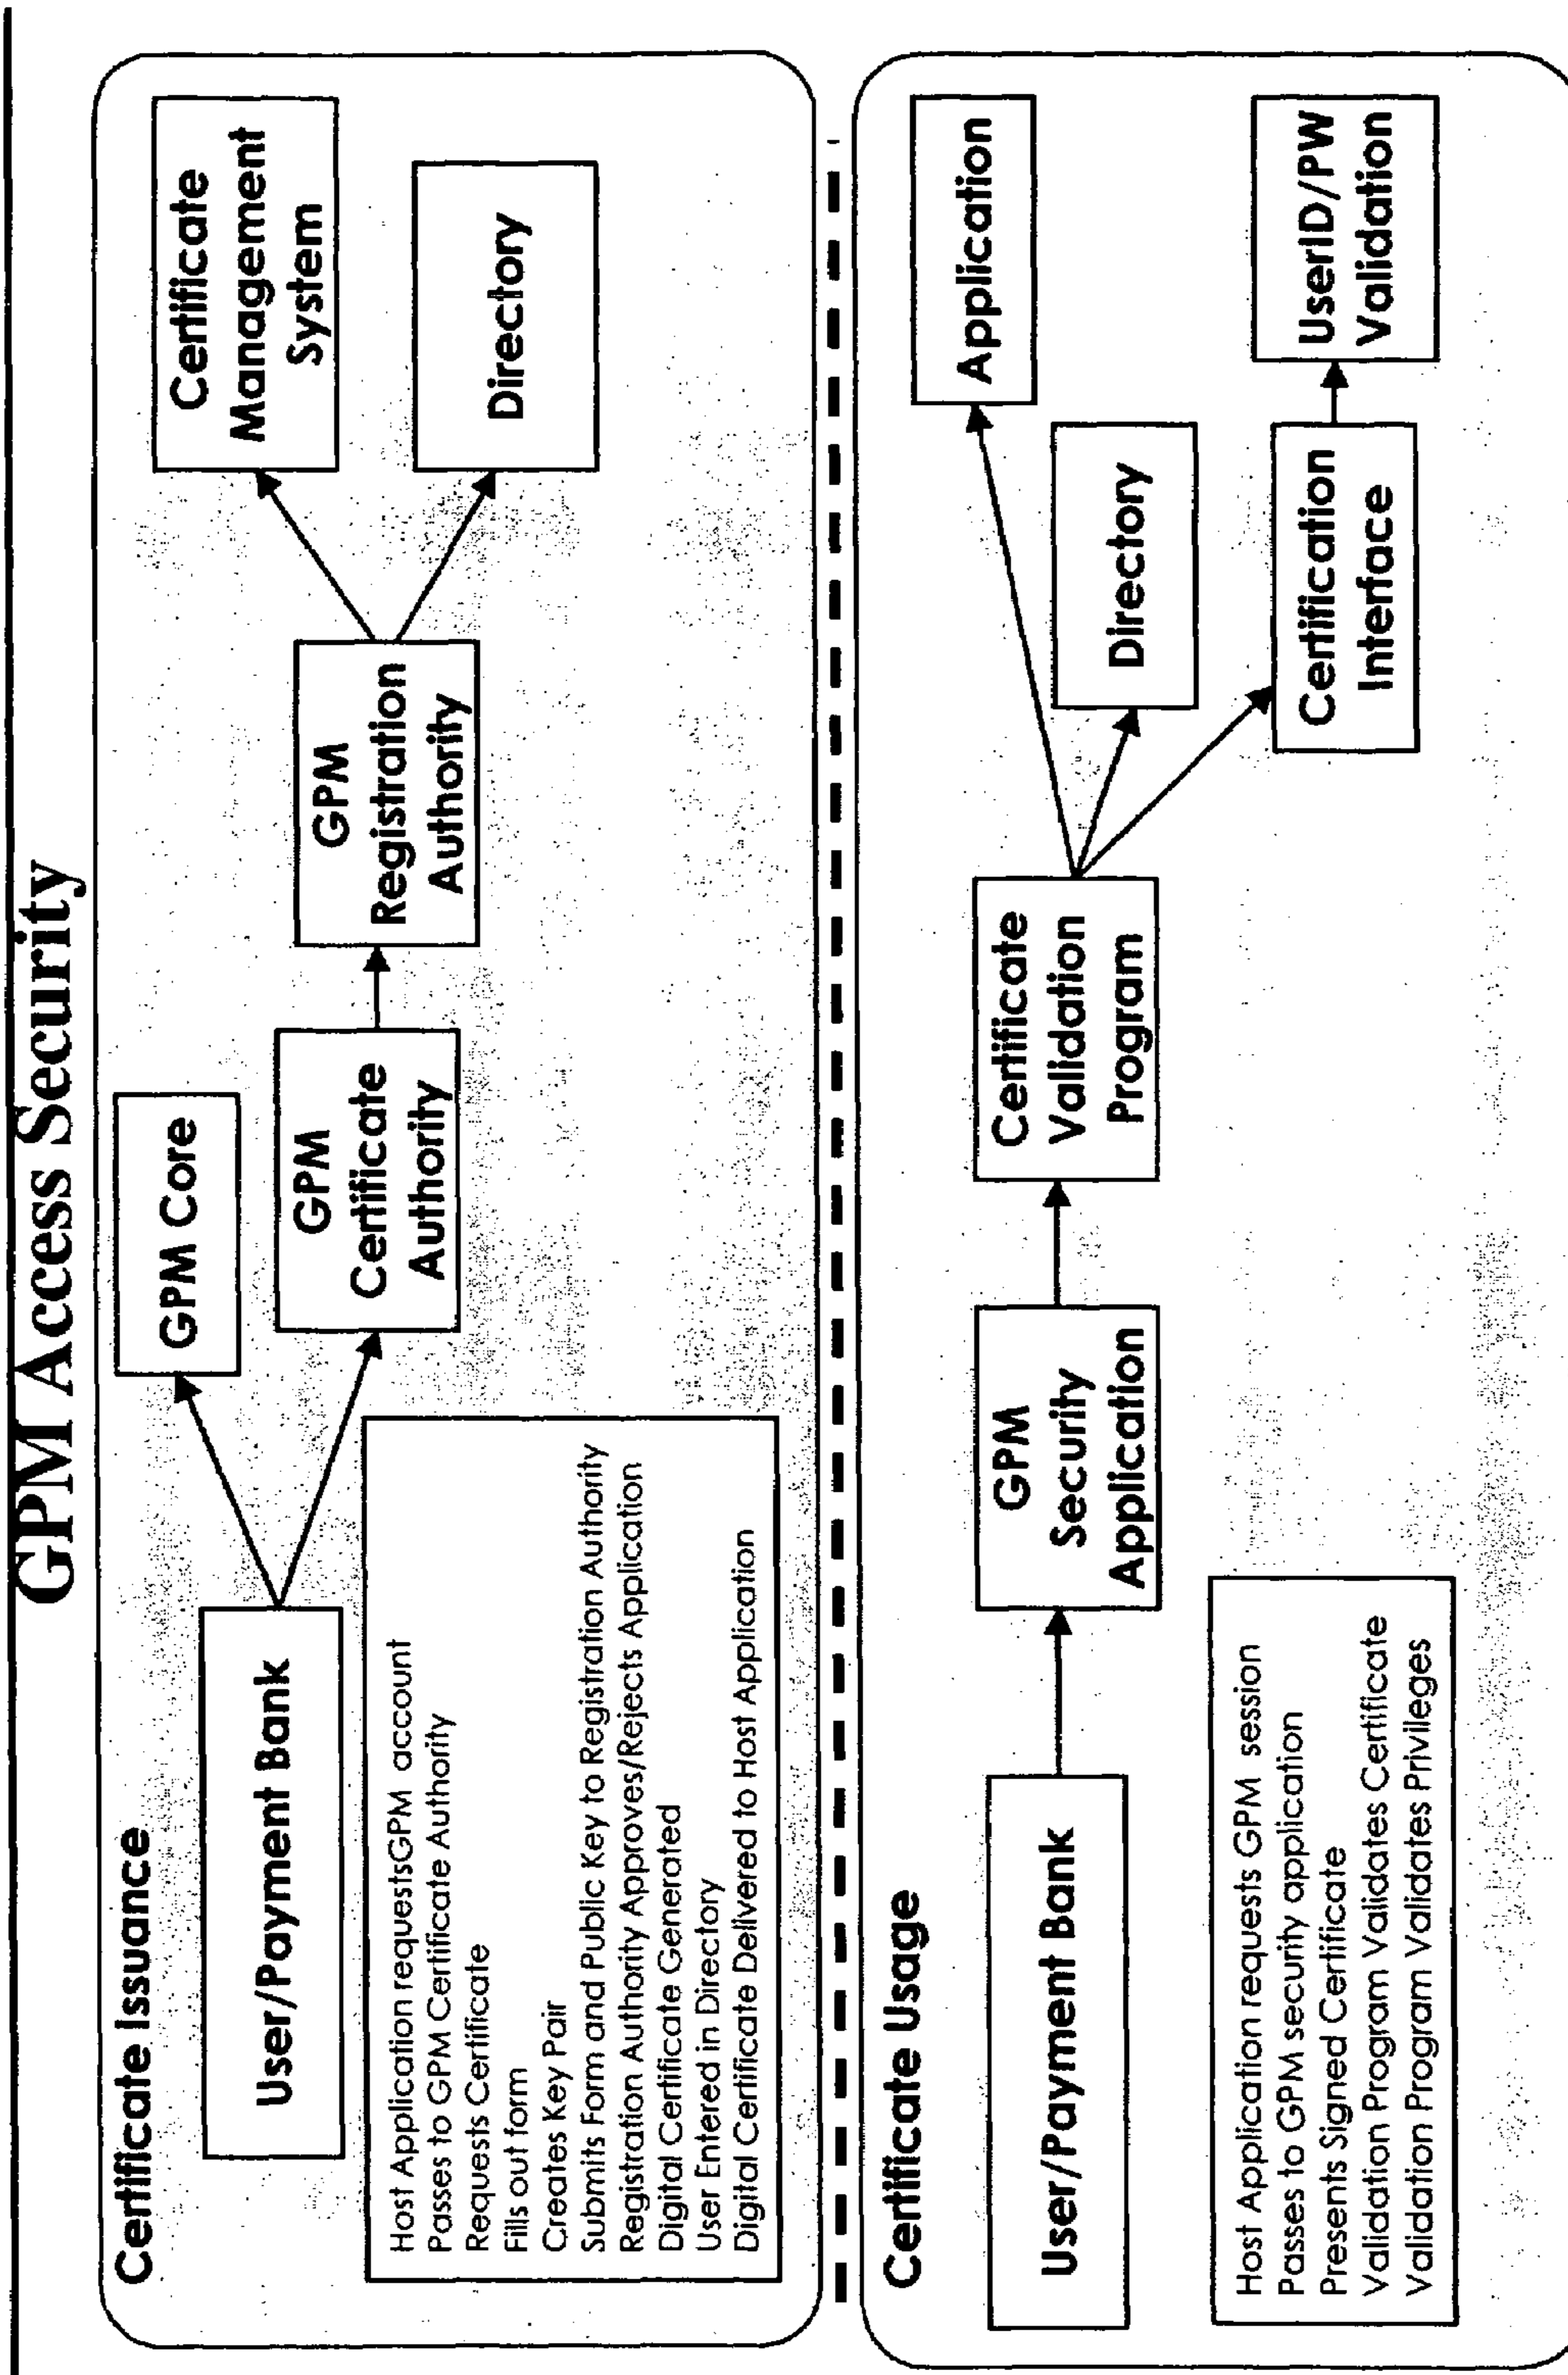 GPM Access Security
Certificate Issuance
User/Payment Bank
GPM Core
GPM
Certificate
Authority
GPM
Registration
Authority
Certificate
Management
System
Directory
Host Application requestsGPM account
Passes to GPM Certificate Authority
Requests Certificate
Fills out form
Creates Key Pair
Submits Form and Public Key to Registration Authority
Registration Authority Approves/Rejects Application
Digital Certificate Generated
User Entered in Directory
Digital Certificate Delivered to Host Application
Certificate Usage
User/Payment Bank
GPM
Security
Application
Certificate
Validation
Program
Application
Directory
Certification
Interface
UserID/PW
Validation
Host Application requests GPM session
Passes to GPM security application
Presents Signed Certificate
Validation Program Validates Certificate
Validation Program Validates Privileges